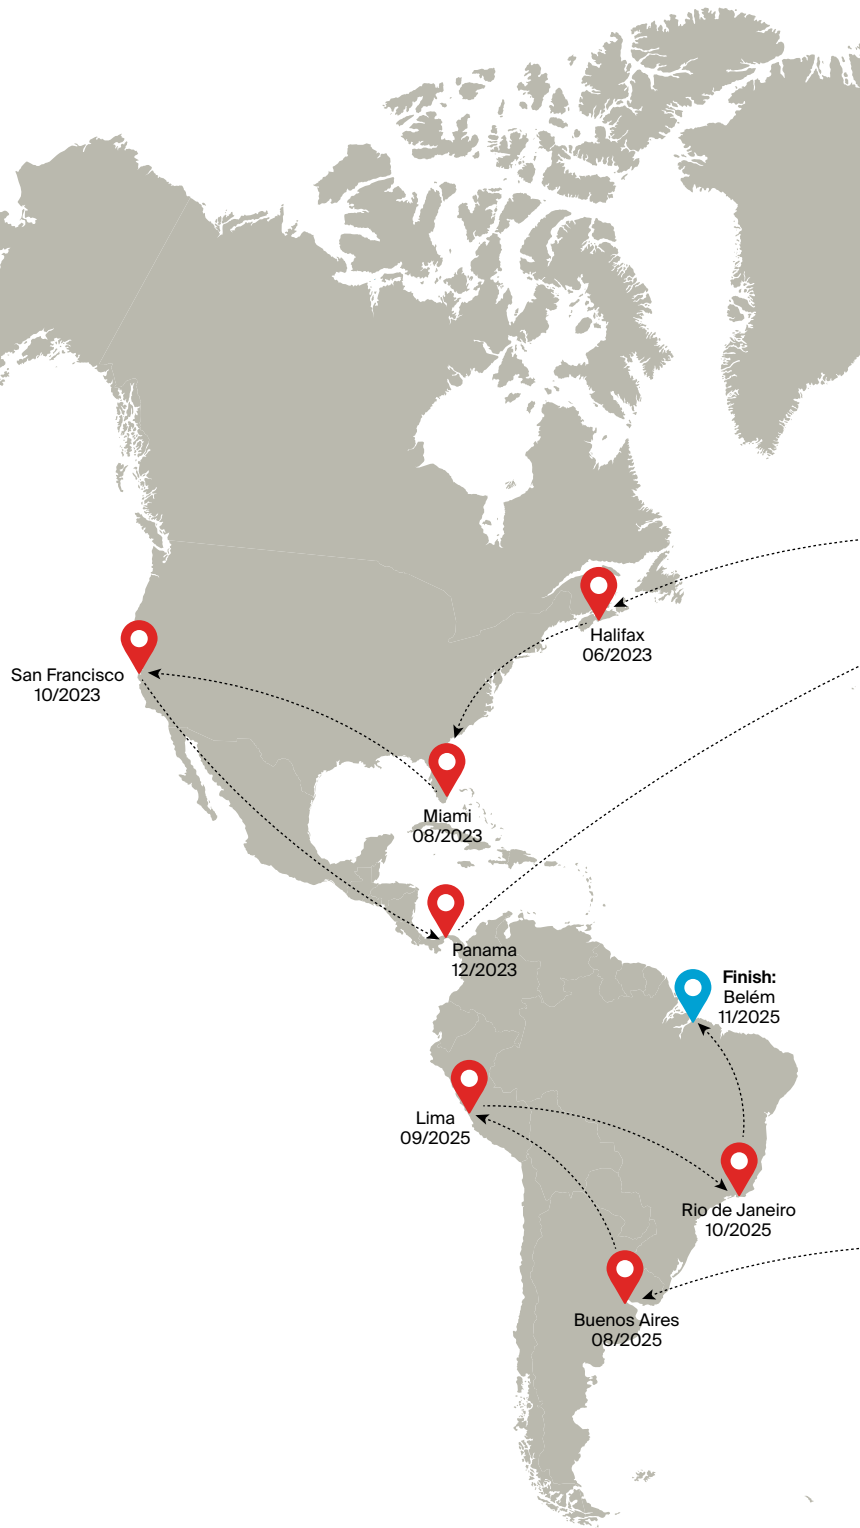 Halifax
06/2023
San Francisco
10/2023
Miami
08/2023
Panama
12/2023
Finish:
Belém
11/2025
Lima
09/2025
Rio de Janeiro
10/2025
Buenos Aires
08/2025